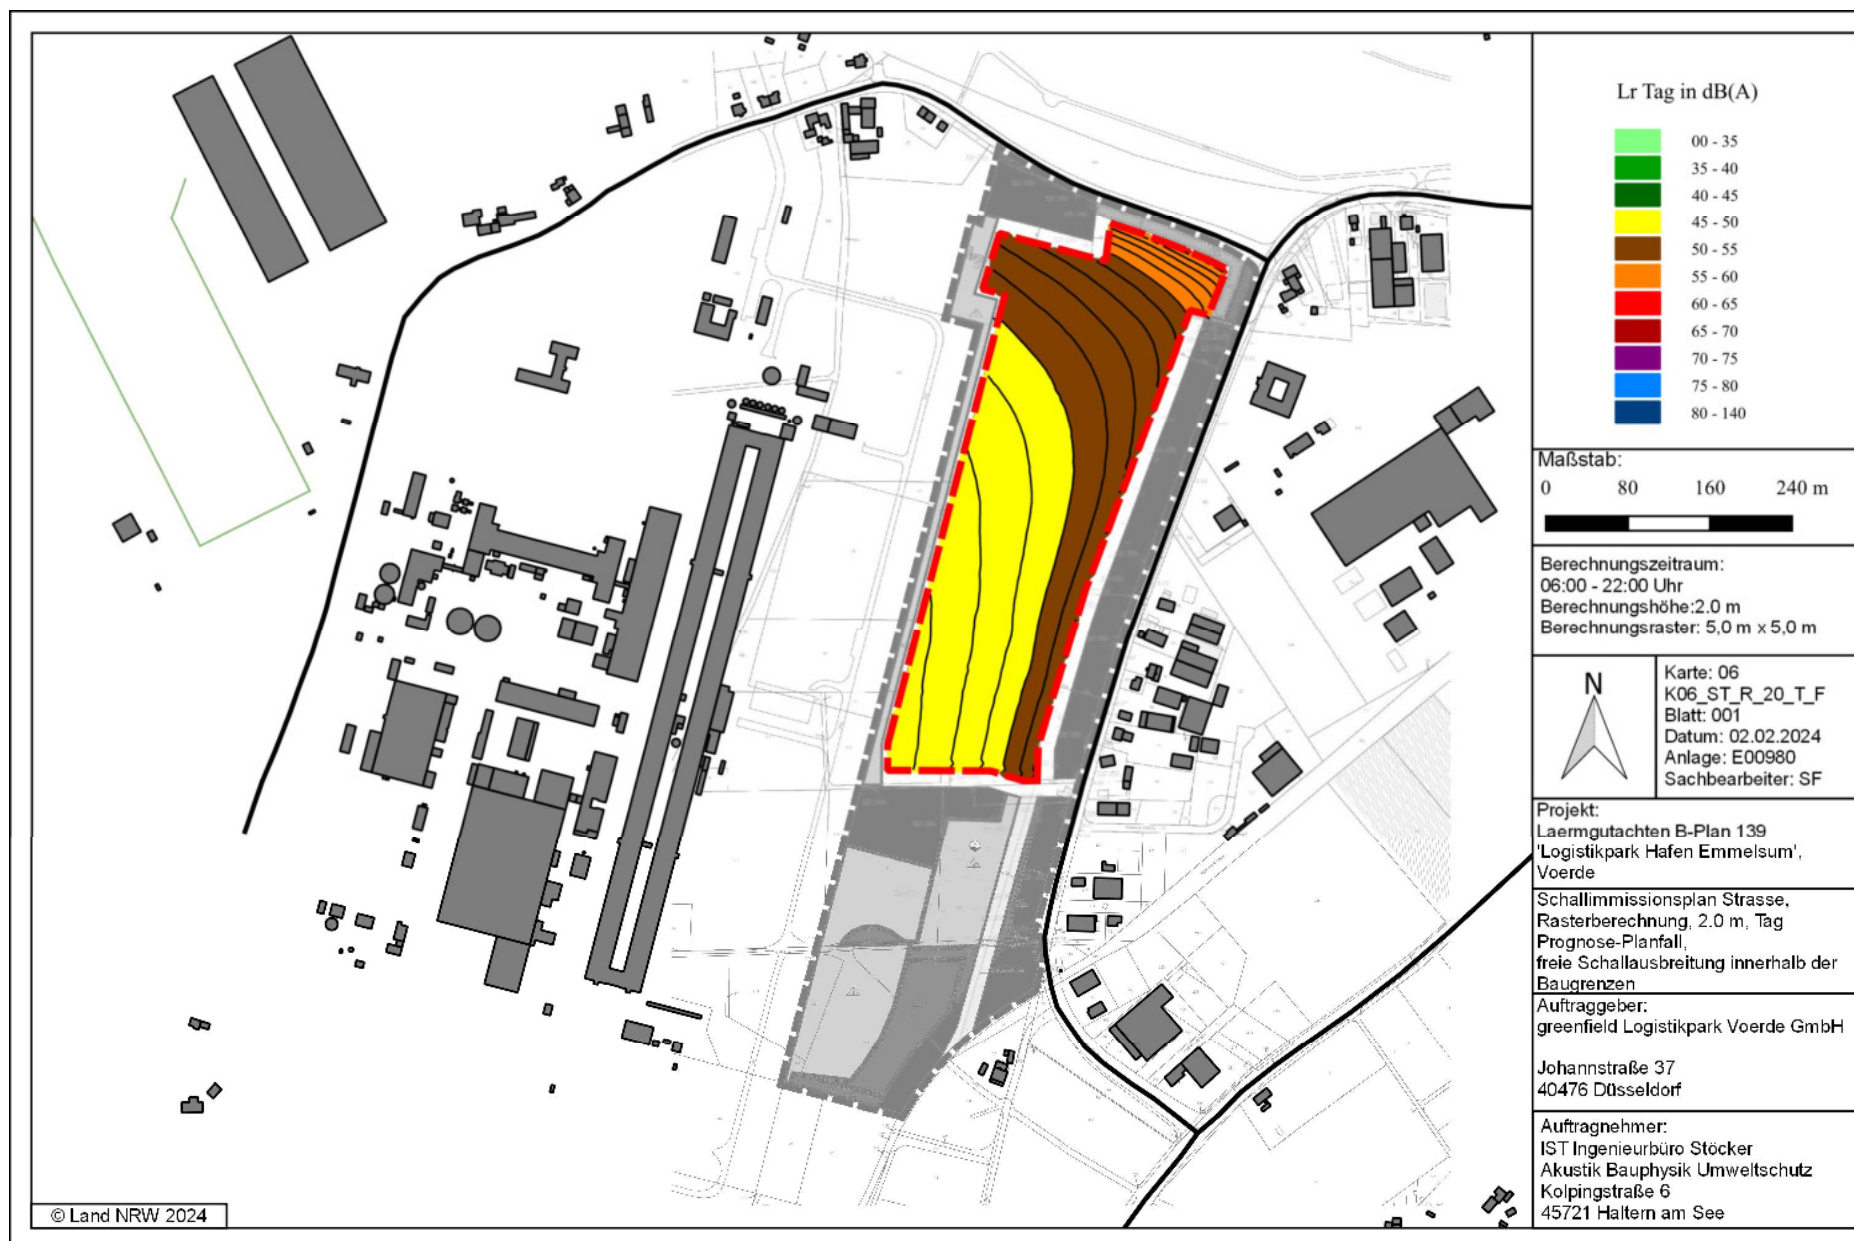 Lr Tag in dB(A)
00 - 35
35 - 40
40 - 45
45 - 50
50 - 55
55 - 60
60 - 65
65 - 70
70 - 75
75 - 80
80 - 140
Maßstab:
0 80 160 240 m
Berechnungszeitraum:
06:00 - 22:00 Uhr
Berechnungshöhe:2.0 m
Berechnungsraster: 5,0 m x 5,0 m
N
Karte: 06
K06_ST_R_20_T_F
Blatt: 001
Datum: 02.02.2024
Anlage: E00980
Sachbearbeiter: SF
Projekt:
Laermgutachten B-Plan 139
'Logistikpark Hafen Emmelsum',
Voerde
Schallimmissionsplan Strasse,
Rasterberechnung, 2.0 m, Tag
Prognose-Planfall,
freie Schallausbreitung innerhalb der
Baugrenzen
Auftraggeber:
greenfield Logistikpark Voerde GmbH
Johannstraße 37
40476 Düsseldorf
Auftragnehmer:
IST Ingenieurbüro Stöcker
Akustik Bauphysik Umweltschutz
Kolpingstraße 6
45721 Haltern am See
© Land NRW 2024